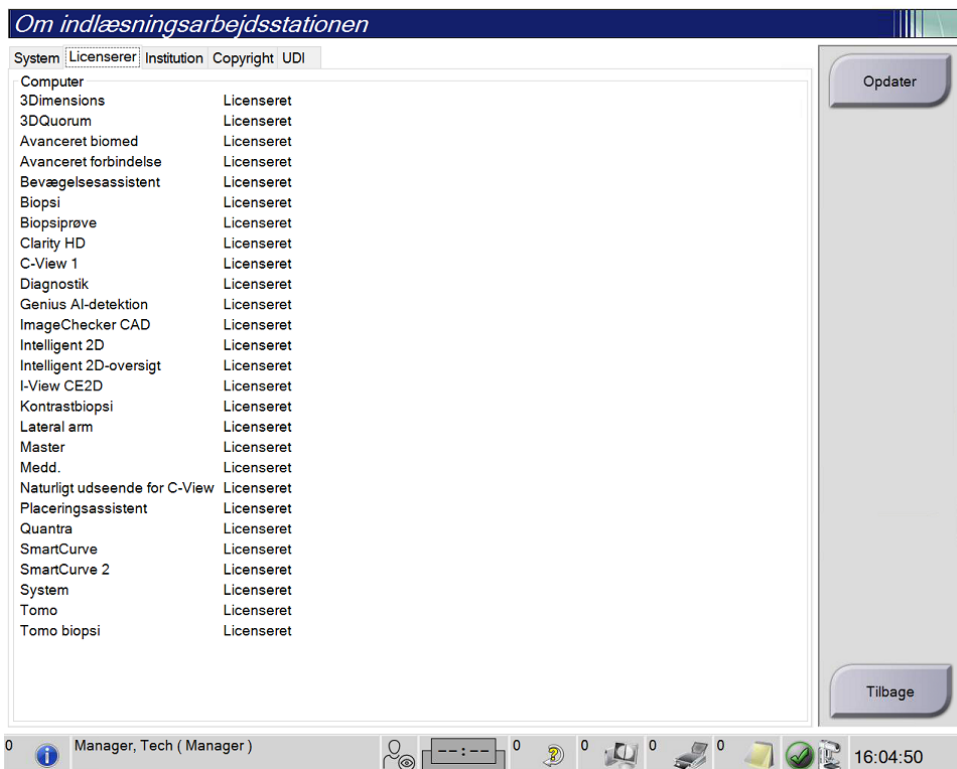 Om indlæsningsarbejdsstationen
System Licenserer Institution Copyright UDI
Opdater
Computer
3Dimensions Licenseret
3DQuorum Licenseret
Avanceret biomed Licenseret
Avanceret forbindelse Licenseret
Bevægelsesassistent Licenseret
Biopsi Licenseret
Biopsiprøve Licenseret
Clarity HD Licenseret
C-View 1 Licenseret
Diagnostik Licenseret
Genius AI-detektion Licenseret
ImageChecker CAD Licenseret
Intelligent 2D Licenseret
Intelligent 2D-oversigt Licenseret
I-View CE2D Licenseret
Kontrastbiopsi Licenseret
Lateral arm Licenseret
Master Licenseret
Medd. Licenseret
Naturligt udseende for C-View Licenseret
Placeringsassistent Licenseret
Quantra Licenseret
SmartCurve Licenseret
SmartCurve 2 Licenseret
System Licenseret
Tomo Licenseret
Tomo biopsi Licenseret
Tilbage
0 Manager, Tech ( Manager ) --:-- 0 0 0 0 16:04:50